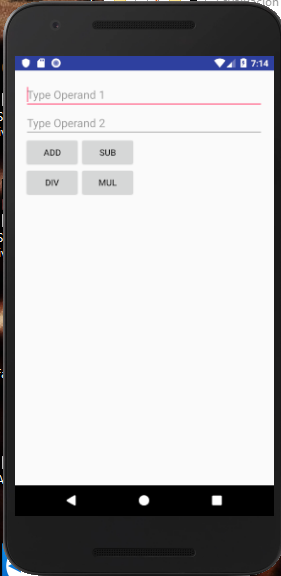 7:14
Type Operand 1
Type Operand 2
ADD SUB
DIV MUL